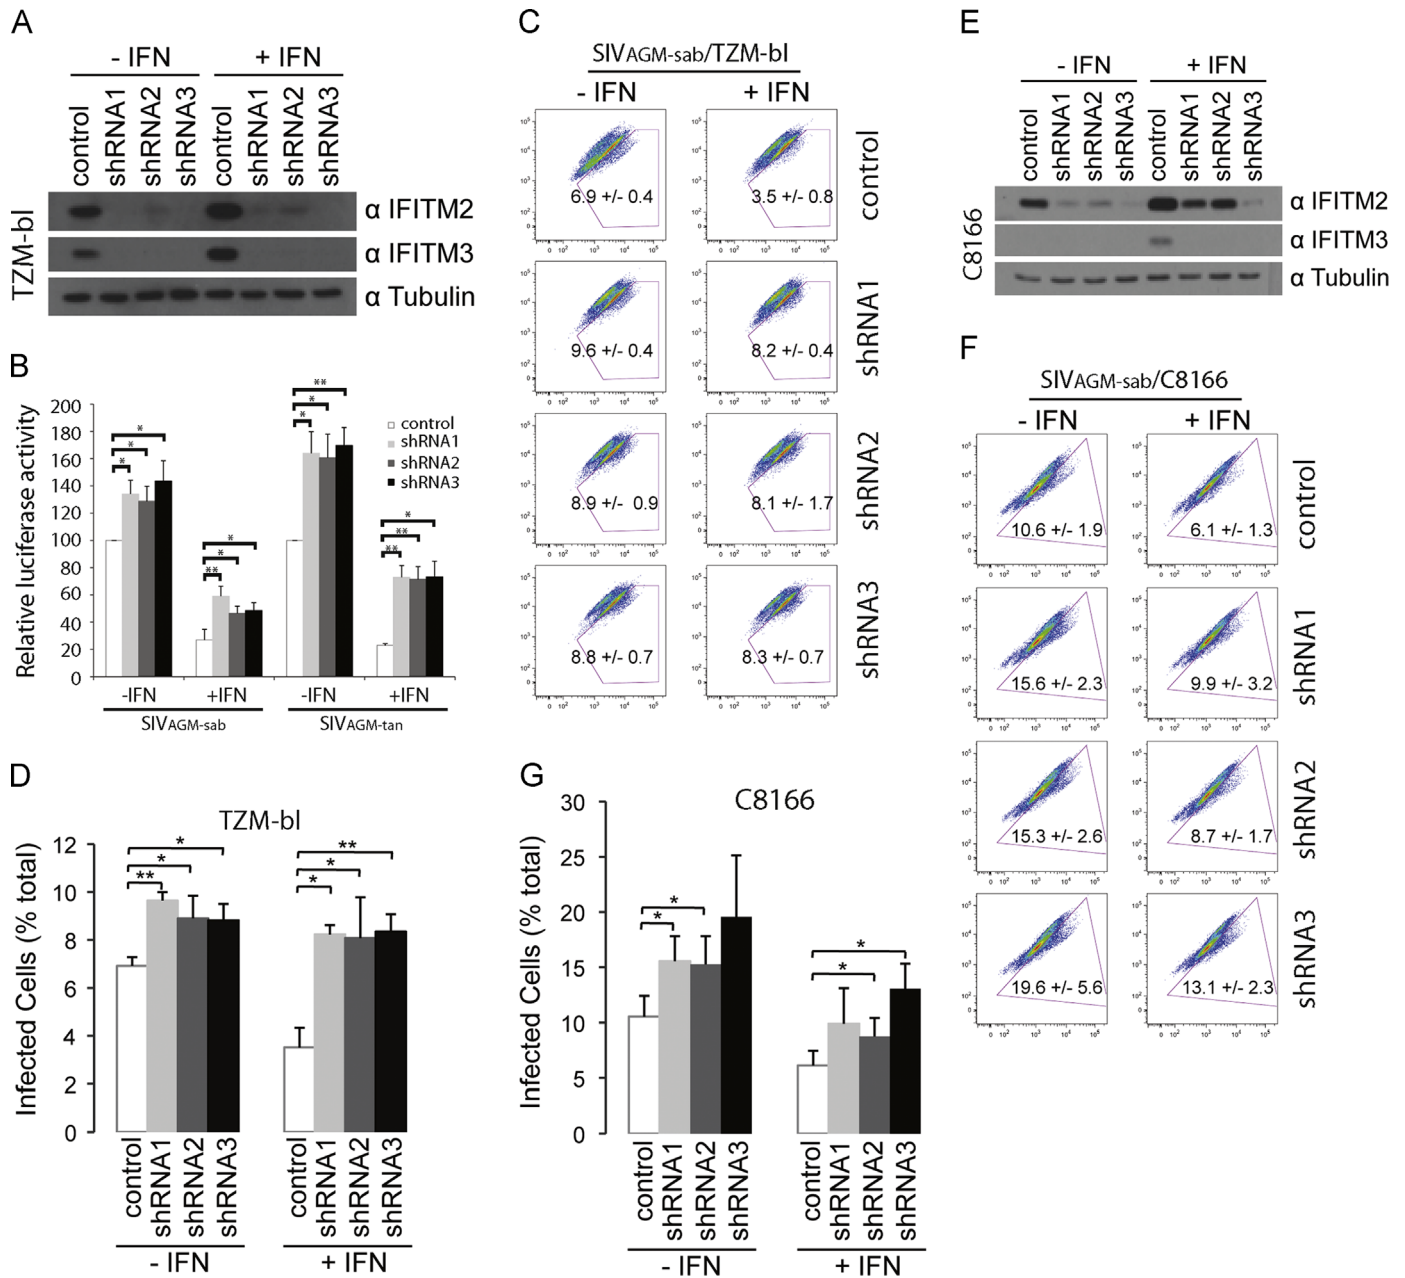 A
- IFN + IFN
control shRNA1 shRNA2 shRNA3 control shRNA1 shRNA2 shRNA3
TZM-bl
α IFITM2
α IFITM3
α Tubulin
B
Relative luciferase activity
200
180
160
140
120
100
80
60
40
20
0
* * *
** * *
* * **
** ** *
control
shRNA1
shRNA2
shRNA3
-IFN +IFN -IFN +IFN
SIVAGM-sab SIVAGM-tan
C
SIVAGM-sab/TZM-bl
- IFN + IFN
6.9 +/- 0.4 3.5 +/- 0.8 control
9.6 +/- 0.4 8.2 +/- 0.4 shRNA1
8.9 +/- 0.9 8.1 +/- 1.7 shRNA2
8.8 +/- 0.7 8.3 +/- 0.7 shRNA3
D
TZM-bl
Infected Cells (% total)
12
10
8
6
4
2
0
** * *
* * **
control shRNA1 shRNA2 shRNA3 control shRNA1 shRNA2 shRNA3
- IFN + IFN
E
- IFN + IFN
control shRNA1 shRNA2 shRNA3 control shRNA1 shRNA2 shRNA3
C8166
α IFITM2
α IFITM3
α Tubulin
F
SIVAGM-sab/C8166
- IFN + IFN
10.6 +/- 1.9 6.1 +/- 1.3 control
15.6 +/- 2.3 9.9 +/- 3.2 shRNA1
15.3 +/- 2.6 8.7 +/- 1.7 shRNA2
19.6 +/- 5.6 13.1 +/- 2.3 shRNA3
G
C8166
Infected Cells (% total)
30
25
20
15
10
5
0
* *
* *
control shRNA1 shRNA2 shRNA3 control shRNA1 shRNA2 shRNA3
- IFN + IFN